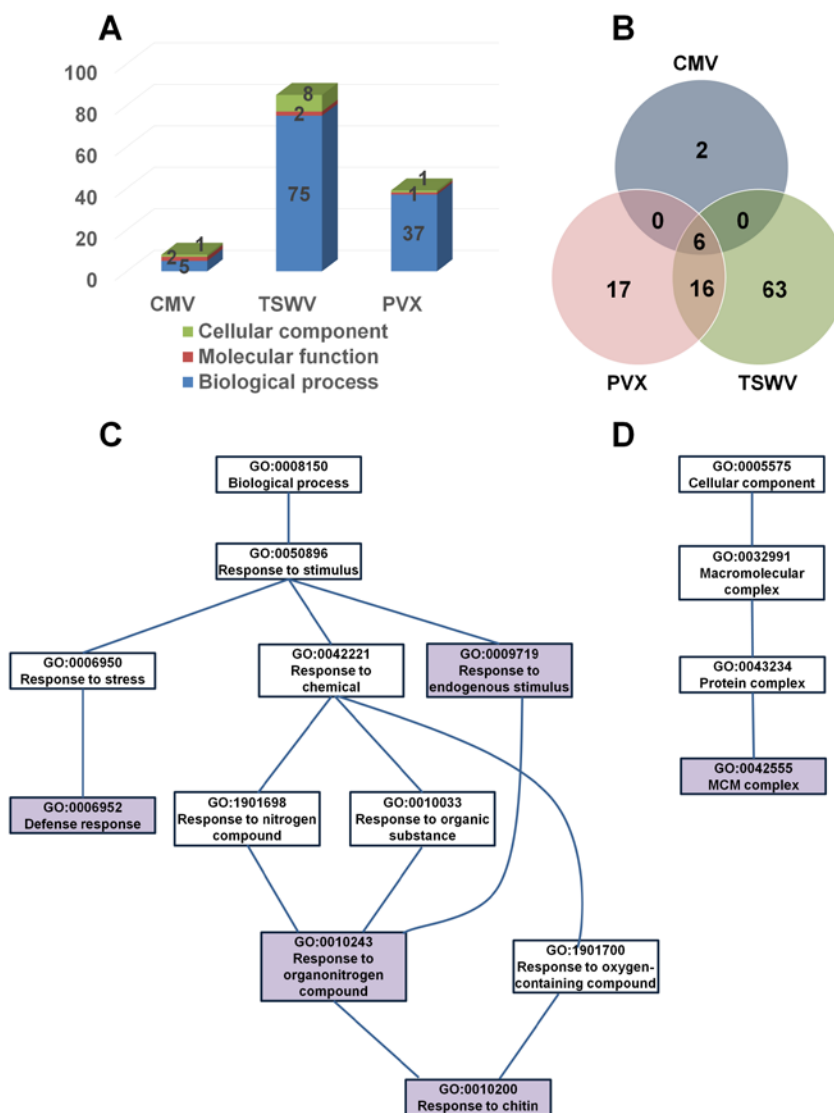 A
100
80
60
40
20
0
8
2
75
1
2
5
1
1
37
CMV
TSWV
PVX
Cellular component
Molecular function
Biological process
B
CMV
2
0
0
6
17
16
63
PVX
TSWV
C
GO:0008150
Biological process
GO:0050896
Response to stimulus
GO:0006950
Response to stress
GO:0042221
Response to
chemical
GO:0009719
Response to
endogenous stimulus
GO:0006952
Defense response
GO:1901698
Response to nitrogen
compound
GO:0010033
Response to organic
substance
GO:0010243
Response to
organonitrogen
compound
GO:1901700
Response to oxygen-
containing compound
GO:0010200
Response to chitin
D
GO:0005575
Cellular component
GO:0032991
Macromolecular
complex
GO:0043234
Protein complex
GO:0042555
MCM complex